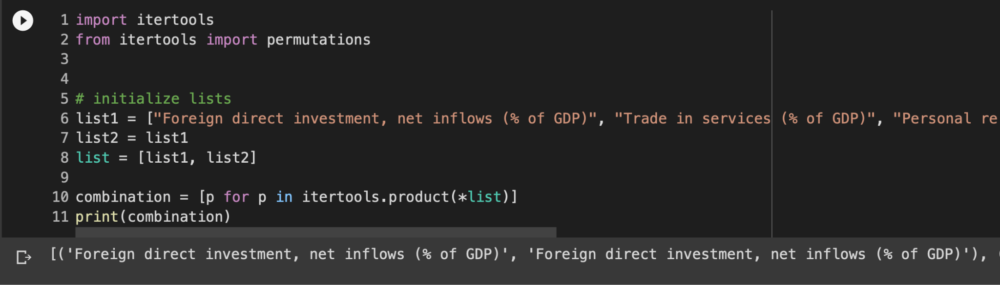 1 import itertools
2 from itertools import permutations
3
4
5 # initialize lists
6 list1 = ["Foreign direct investment, net inflows (% of GDP)", "Trade in services (% of GDP)", "Personal re
7 list2 = list1
8 list = [list1, list2]
9
10 combination = [p for p in itertools.product(*list)]
11 print(combination)
[('Foreign direct investment, net inflows (% of GDP)', 'Foreign direct investment, net inflows (% of GDP)'), (